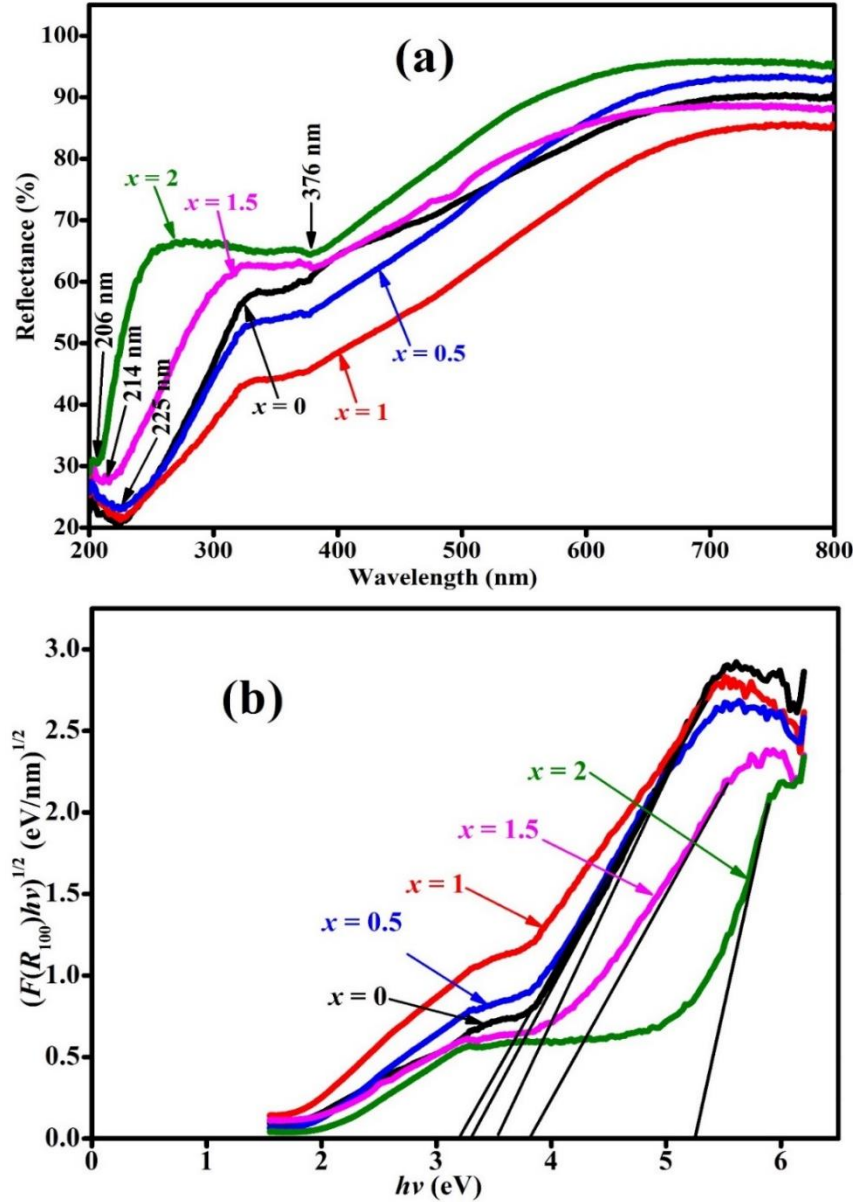 (a)
100
90
80
70
60
50
40
30
20
Reflectance (%)
x = 2
x = 1.5
376 nm
206 nm
214 nm
225 nm
x = 0
x = 0.5
x = 1
200 300 400 500 600 700 800
Wavelength (nm)
(b)
3.0
2.5
2.0
1.5
1.0
0.5
0.0
(F(R₁₀₀)hν)¹/² (eV/nm)¹/²
x = 2
x = 1.5
x = 1
x = 0.5
x = 0
0 1 2 3 4 5 6
hν (eV)